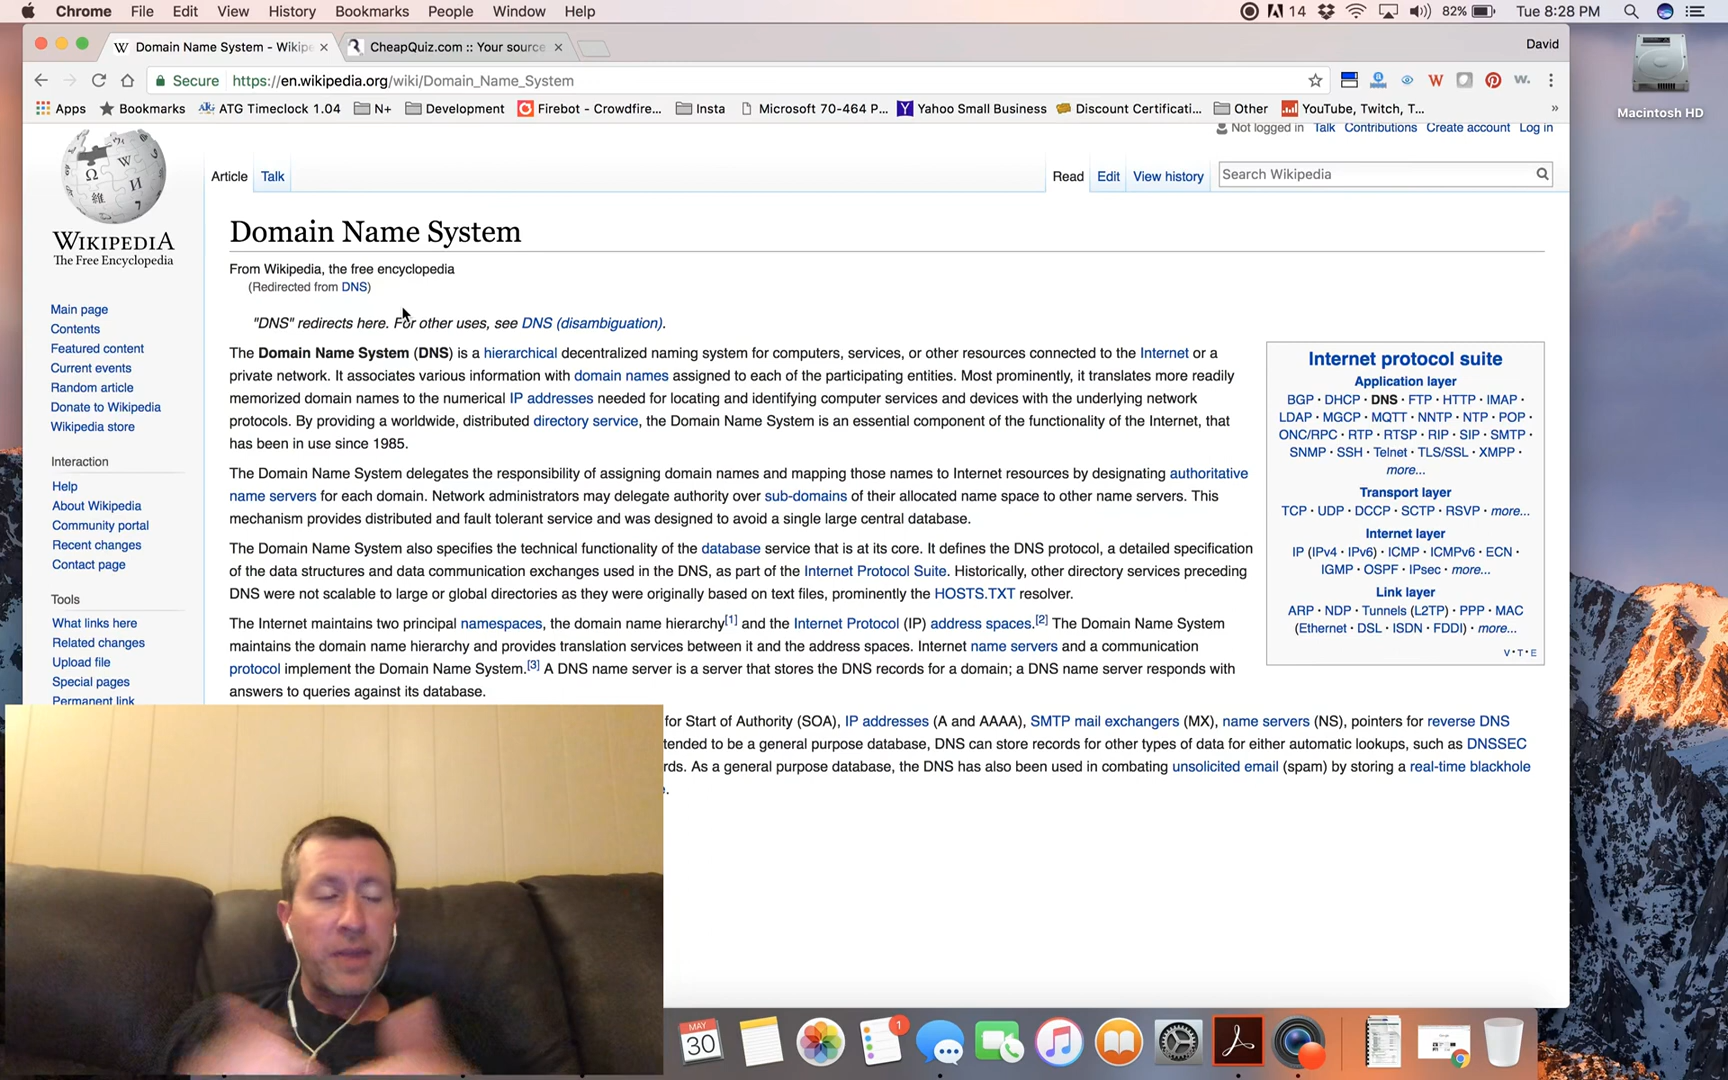 Chrome File Edit View History Bookmarks People Window Help 14 82% Tue 8:28 PM
W Domain Name System - Wikipe CheapQuiz.com :: Your source David
Secure https://en.wikipedia.org/wiki/Domain_Name_System
Apps Bookmarks ATG Timeclock 1.04 N+ Development Firebot - Crowdfire... Insta Microsoft 70-464 P... Yahoo Small Business Discount Certificati... Other YouTube, Twitch, T... »
Macintosh HD
Not logged in Talk Contributions Create account Log in
Article Talk Read Edit View history Search Wikipedia
WIKIPEDIA
The Free Encyclopedia
Main page
Contents
Featured content
Current events
Random article
Donate to Wikipedia
Wikipedia store
Interaction
Help
About Wikipedia
Community portal
Recent changes
Contact page
Tools
What links here
Related changes
Upload file
Special pages
Permanent link
Domain Name System
From Wikipedia, the free encyclopedia
(Redirected from DNS)
"DNS" redirects here. For other uses, see DNS (disambiguation).
The Domain Name System (DNS) is a hierarchical decentralized naming system for computers, services, or other resources connected to the Internet or a
private network. It associates various information with domain names assigned to each of the participating entities. Most prominently, it translates more readily
memorized domain names to the numerical IP addresses needed for locating and identifying computer services and devices with the underlying network
protocols. By providing a worldwide, distributed directory service, the Domain Name System is an essential component of the functionality of the Internet, that
has been in use since 1985.
The Domain Name System delegates the responsibility of assigning domain names and mapping those names to Internet resources by designating authoritative
name servers for each domain. Network administrators may delegate authority over sub-domains of their allocated name space to other name servers. This
mechanism provides distributed and fault tolerant service and was designed to avoid a single large central database.
The Domain Name System also specifies the technical functionality of the database service that is at its core. It defines the DNS protocol, a detailed specification
of the data structures and data communication exchanges used in the DNS, as part of the Internet Protocol Suite. Historically, other directory services preceding
DNS were not scalable to large or global directories as they were originally based on text files, prominently the HOSTS.TXT resolver.
The Internet maintains two principal namespaces, the domain name hierarchy[1] and the Internet Protocol (IP) address spaces.[2] The Domain Name System
maintains the domain name hierarchy and provides translation services between it and the address spaces. Internet name servers and a communication
protocol implement the Domain Name System.[3] A DNS name server is a server that stores the DNS records for a domain; a DNS name server responds with
answers to queries against its database.
for Start of Authority (SOA), IP addresses (A and AAAA), SMTP mail exchangers (MX), name servers (NS), pointers for reverse DNS
tended to be a general purpose database, DNS can store records for other types of data for either automatic lookups, such as DNSSEC
rds. As a general purpose database, the DNS has also been used in combating unsolicited email (spam) by storing a real-time blackhole
e.
Internet protocol suite
Application layer
BGP · DHCP · DNS · FTP · HTTP · IMAP ·
LDAP · MGCP · MQTT · NNTP · NTP · POP ·
ONC/RPC · RTP · RTSP · RIP · SIP · SMTP ·
SNMP · SSH · Telnet · TLS/SSL · XMPP ·
more...
Transport layer
TCP · UDP · DCCP · SCTP · RSVP · more...
Internet layer
IP (IPv4 · IPv6) · ICMP · ICMPv6 · ECN ·
IGMP · OSPF · IPsec · more...
Link layer
ARP · NDP · Tunnels (L2TP) · PPP · MAC
(Ethernet · DSL · ISDN · FDDI) · more...
V · T · E
MAY
30
1